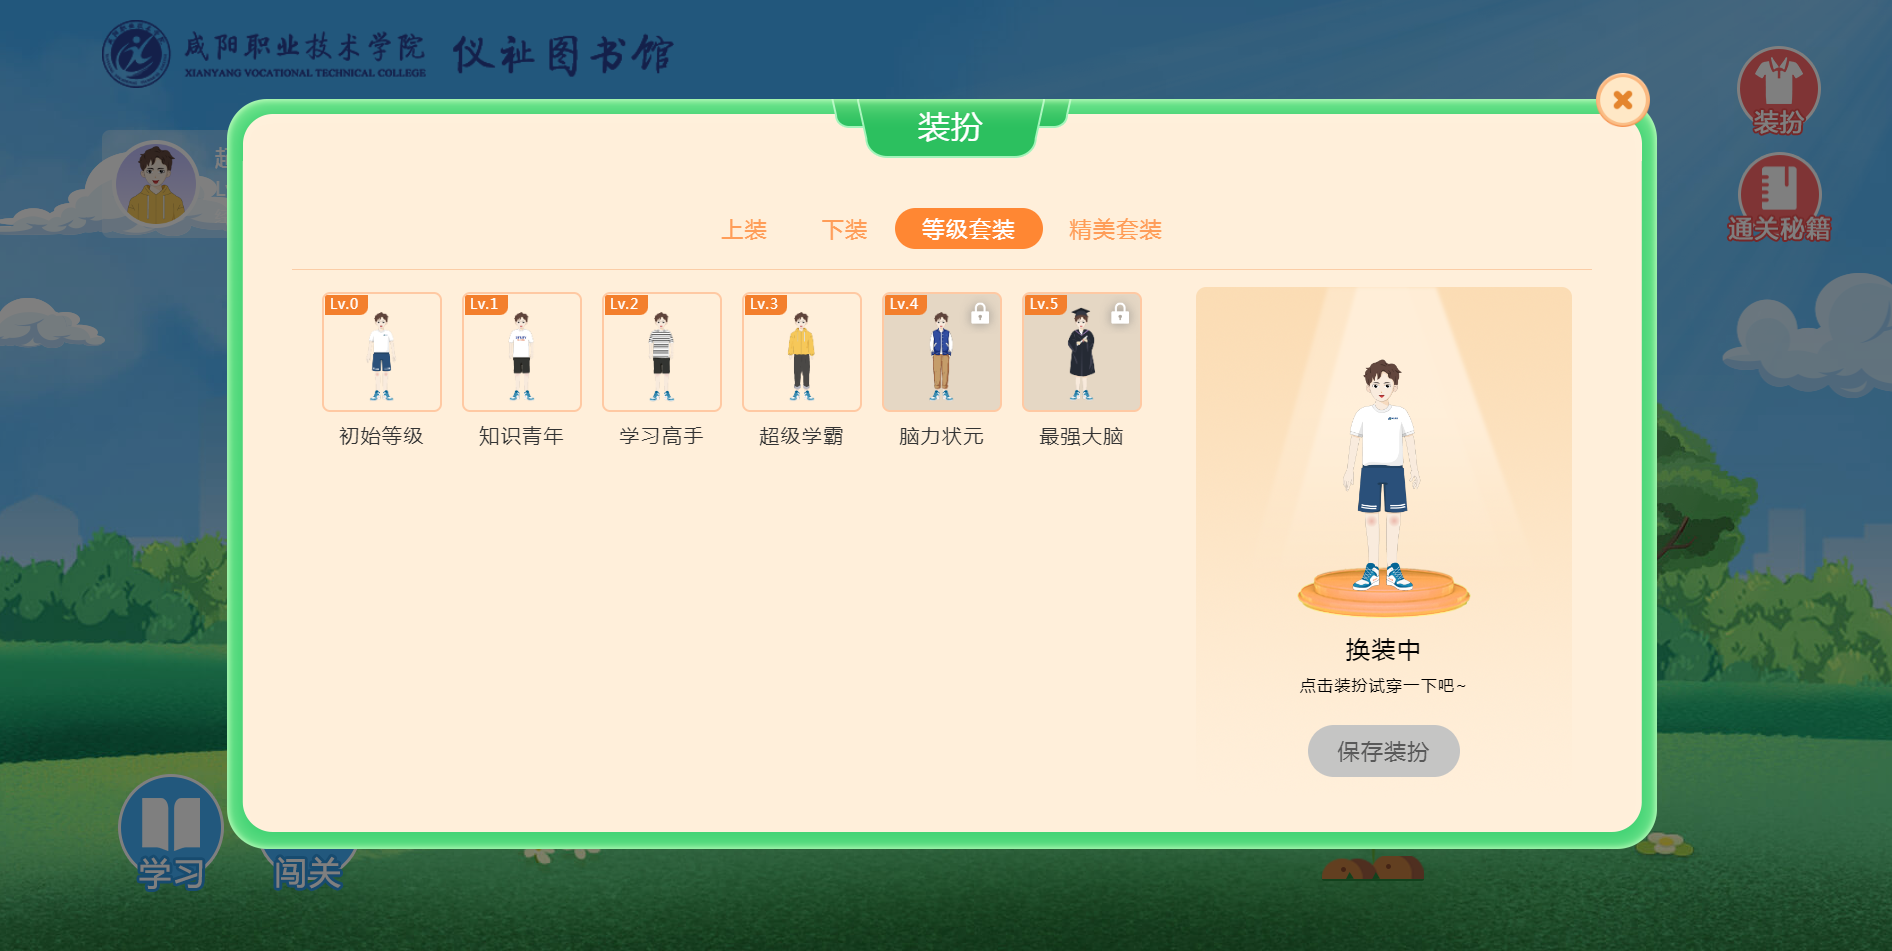 咸阳职业技术学院 仪祉图书馆
XIANYANG VOCATIONAL TECHNICAL COLLEGE
装扮
装扮
通关秘籍
上装 下装 等级套装 精美套装
Lv.0 Lv.1 Lv.2 Lv.3 Lv.4 Lv.5
初始等级 知识青年 学习高手 超级学霸 脑力状元 最强大脑
换装中
点击装扮试穿一下吧~
保存装扮
学习 闯关